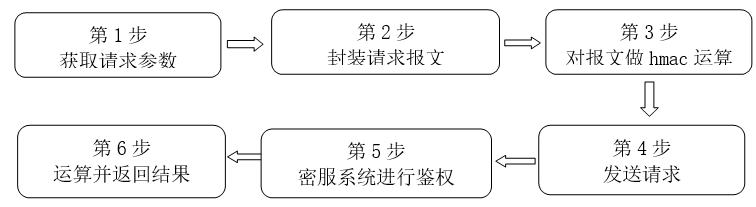 第 1 步
获取请求参数
第 2 步
封装请求报文
第 3 步
对报文做 hmac 运算
第 4 步
发送请求
第 5 步
密服系统进行鉴权
第 6 步
运算并返回结果